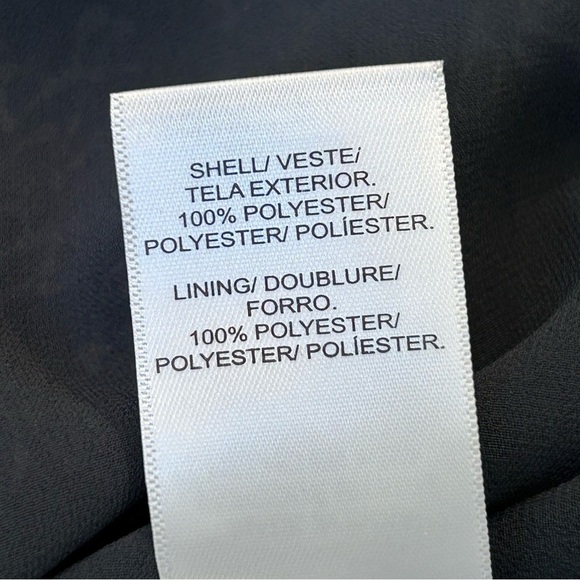 SHELL/ VESTE/
TELA EXTERIOR.
100% POLYESTER/
POLYESTER/ POLÍESTER.
LINING/ DOUBLURE/
FORRO.
100% POLYESTER/
POLYESTER/ POLÍESTER.